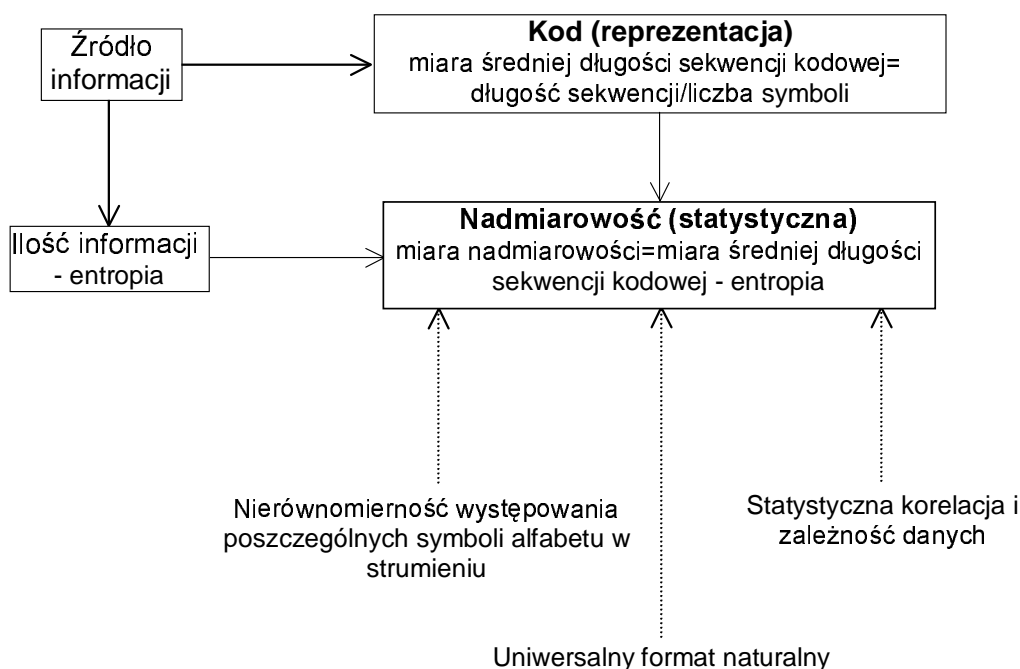 Źródło
informacji
Kod (reprezentacja)
miara średniej długości sekwencji kodowej=
długość sekwencji/liczba symboli
Ilość informacji
- entropia
Nadmiarowość (statystyczna)
miara nadmiarowości=miara średniej długości
sekwencji kodowej - entropia
Nierównomierność występowania
poszczególnych symboli alfabetu w
strumieniu
Statystyczna korelacja i
zależność danych
Uniwersalny format naturalny